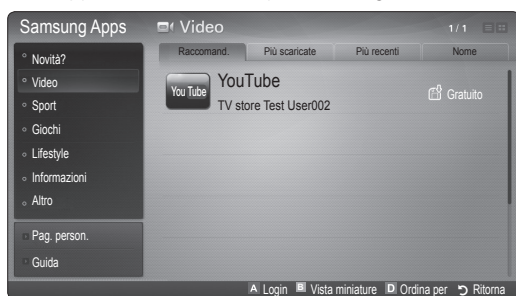 Samsung Apps
Video
1/1
Novità?
Video
Sport
Giochi
Lifestyle
Informazioni
Altro
Pag. person.
Guida
Raccomand. Più scaricate Più recenti Nome
You Tube
YouTube
TV store Test User002
Gratuito
A Login B Vista miniature D Ordina per Ritorna